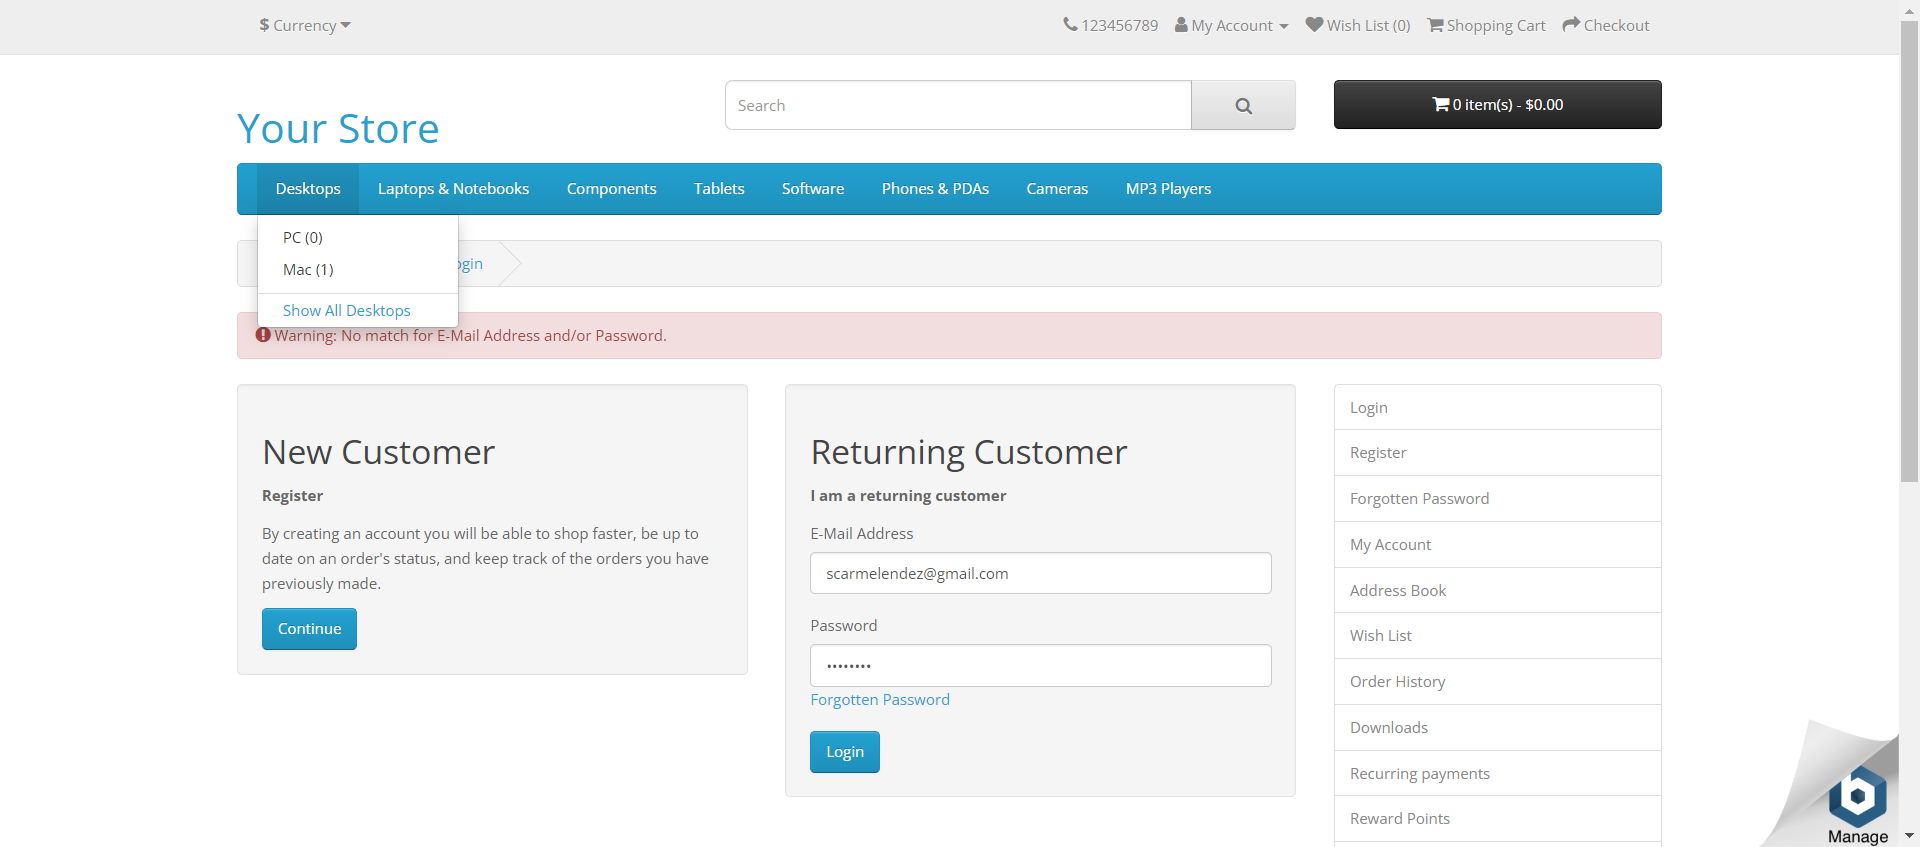 $ Currency
123456789 My Account Wish List (0) Shopping Cart Checkout
Your Store
Search
0 item(s) - $0.00
Desktops Laptops & Notebooks Components Tablets Software Phones & PDAs Cameras MP3 Players
PC (0)
Mac (1)
Show All Desktops
ogin
Warning: No match for E-Mail Address and/or Password.
New Customer
Register
By creating an account you will be able to shop faster, be up to
date on an order's status, and keep track of the orders you have
previously made.
Continue
Returning Customer
I am a returning customer
E-Mail Address
scarmelendez@gmail.com
Password
••••••••
Forgotten Password
Login
Login
Register
Forgotten Password
My Account
Address Book
Wish List
Order History
Downloads
Recurring payments
Reward Points
b
Manage